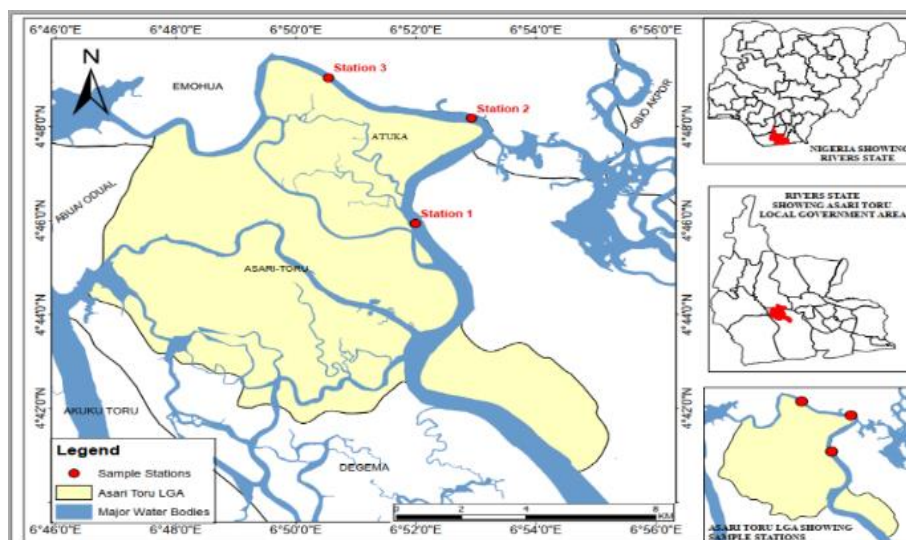 6°46'0"E 6°48'0"E 6°50'0"E 6°52'0"E 6°54'0"E 6°56'0"E
N
Station 3
EMOHUA
Station 2
OBIO AKPOR
4°48'0"N
4°48'0"N
ATUKA
ABUA/ ODUAL
Station 1
4°46'0"N
4°46'0"N
ASARI-TORU
4°44'0"N
4°44'0"N
4°42'0"N
4°42'0"N
AKUKU TORU
DEGEMA
Legend
Sample Stations
Asari Toru LGA
Major Water Bodies
0 2 4 8
KM
6°46'0"E 6°48'0"E 6°50'0"E 6°52'0"E 6°54'0"E 6°56'0"E
NIGERIA SHOWING
RIVERS STATE
RIVERS STATE
SHOWING ASARI TORU
LOCAL GOVERNMENT AREA
ASARI TORU LGA SHOWING
SAMPLE STATIONS